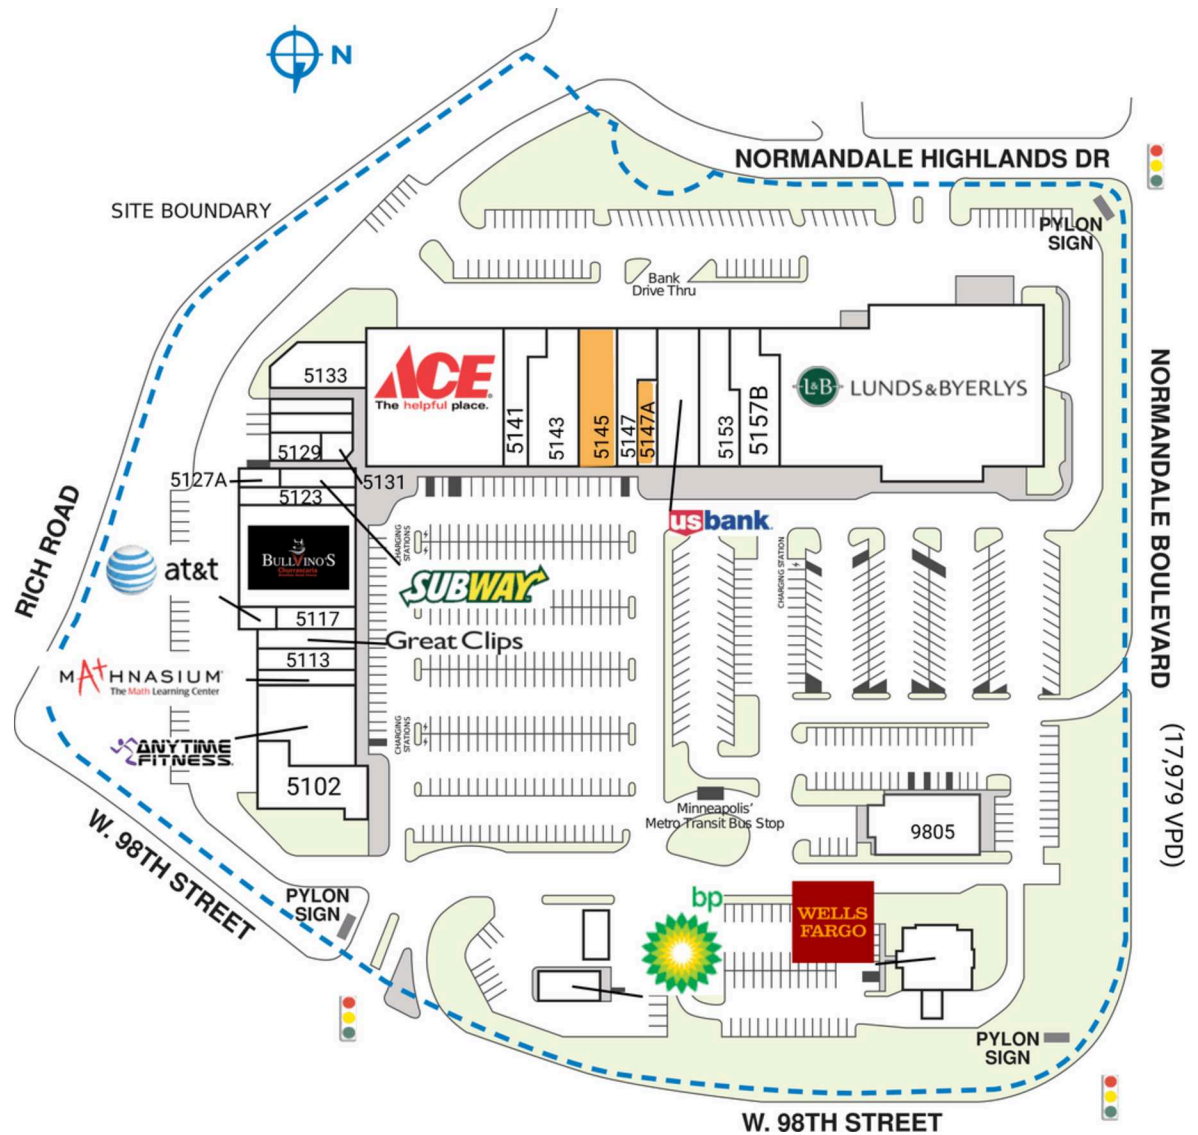 N
NORMANDALE HIGHLANDS DR
SITE BOUNDARY
PYLON
SIGN
Bank
Drive Thru
ACE
The helpful place.
5133
5141
5143
5145
5147
5147A
5153
5157B
L&B
LUNDS & BYERLYS
NORMANDALE BOULEVARD
(17,979 VPD)
5129
5127A
5131
5123
RICH ROAD
at&t
BULLVINO'S
Churrascaria
usbank
CHARGING
STATIONS
CHARGING STATION
SUBWAY
5117
Great Clips
5113
MATHNASIUM
The Math Learning Center
ANYTIME
FITNESS
CHARGING
STATIONS
5102
Minneapolis'
Metro Transit Bus Stop
9805
W. 98TH STREET
PYLON
SIGN
bp
WELLS
FARGO
PYLON
SIGN
W. 98TH STREET